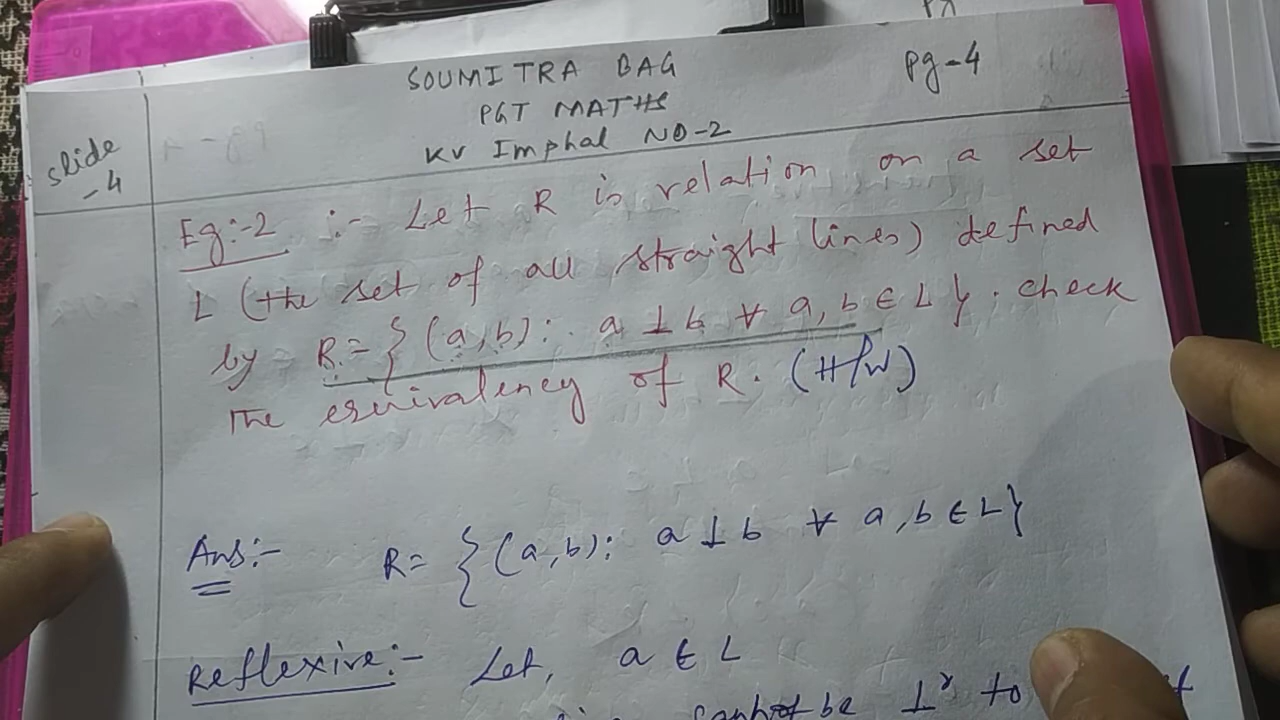 SOUMITRA BAG
pg-4
PGT MATHS
KV Imphal NO-2
slide
-4
Eg:-2 :- Let R is relation on a set
L (the set of all straight lines) defined
by R = {(a,b): a ⊥ b ∀ a, b ∈ L}. check
The equivalency of R. (H/W)
Ans:- R = {(a,b): a ⊥ b ∀ a, b ∈ L}
Reflexive:- Let, a ∈ L
cannot be ⊥r to